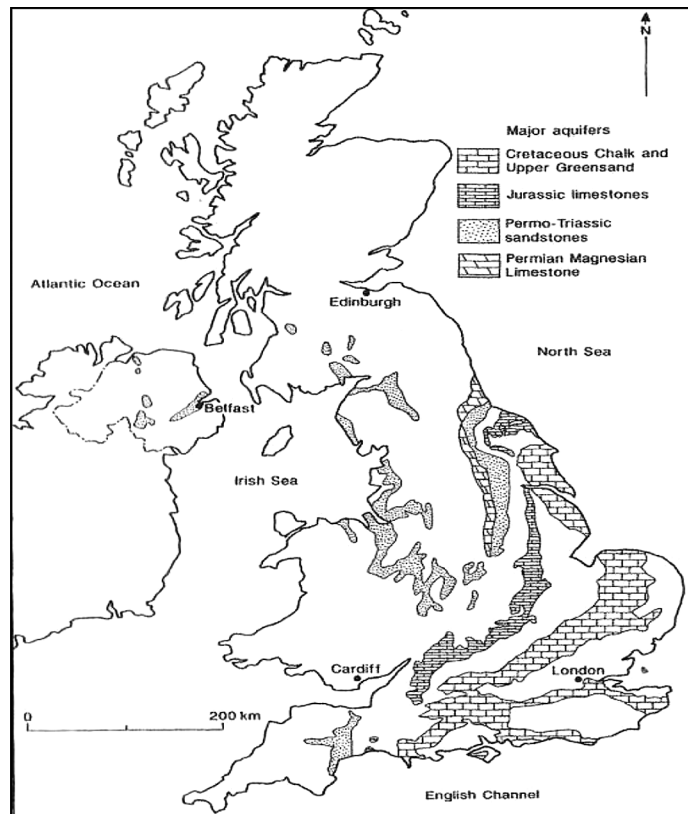 N
Major aquifers
Cretaceous Chalk and
Upper Greensand
Jurassic limestones
Permo-Triassic
sandstones
Permian Magnesian
Limestone
Atlantic Ocean
Edinburgh
North Sea
Belfast
Irish Sea
Cardiff
London
0
200 km
English Channel